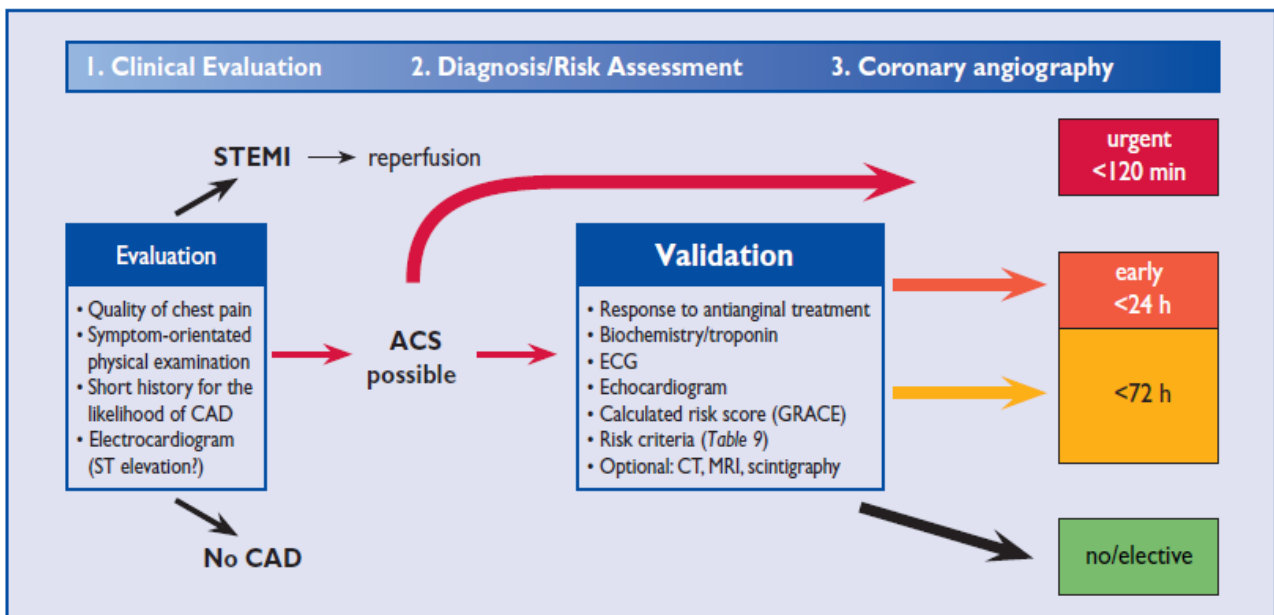 1. Clinical Evaluation
2. Diagnosis/Risk Assessment
3. Coronary angiography
STEMI
reperfusion
urgent
<120 min
Evaluation
• Quality of chest pain
• Symptom-orientated
physical examination
• Short history for the
likelihood of CAD
• Electrocardiogram
(ST elevation?)
ACS
possible
Validation
• Response to antianginal treatment
• Biochemistry/troponin
• ECG
• Echocardiogram
• Calculated risk score (GRACE)
• Risk criteria (Table 9)
• Optional: CT, MRI, scintigraphy
early
<24 h
<72 h
No CAD
no/elective